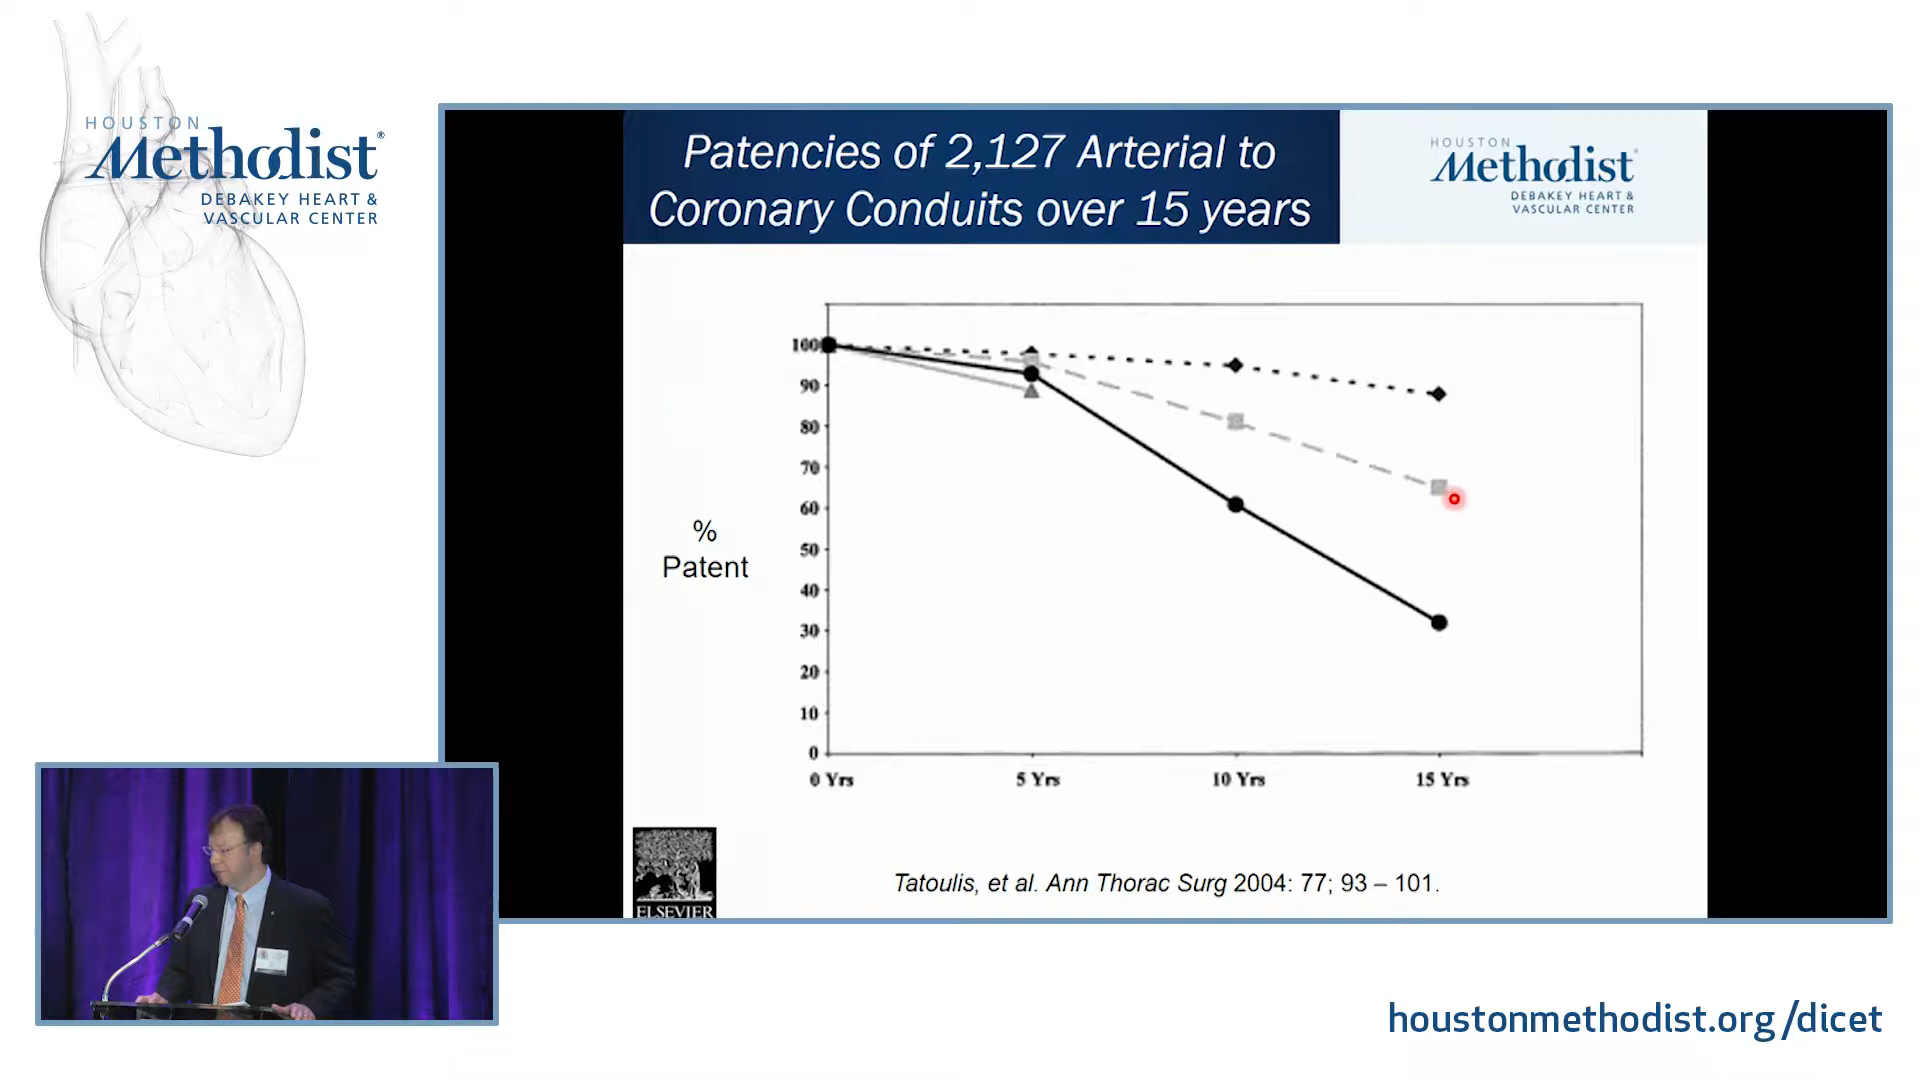 HOUSTON
Methodist®
DEBAKEY HEART &
VASCULAR CENTER
Patencies of 2,127 Arterial to
Coronary Conduits over 15 years
HOUSTON
Methodist®
DEBAKEY HEART &
VASCULAR CENTER
%
Patent
100
90
80
70
60
50
40
30
20
10
0
0 Yrs
5 Yrs
10 Yrs
15 Yrs
ELSEVIER
Tatoulis, et al. Ann Thorac Surg 2004: 77; 93 – 101.
houstonmethodist.org/dicet